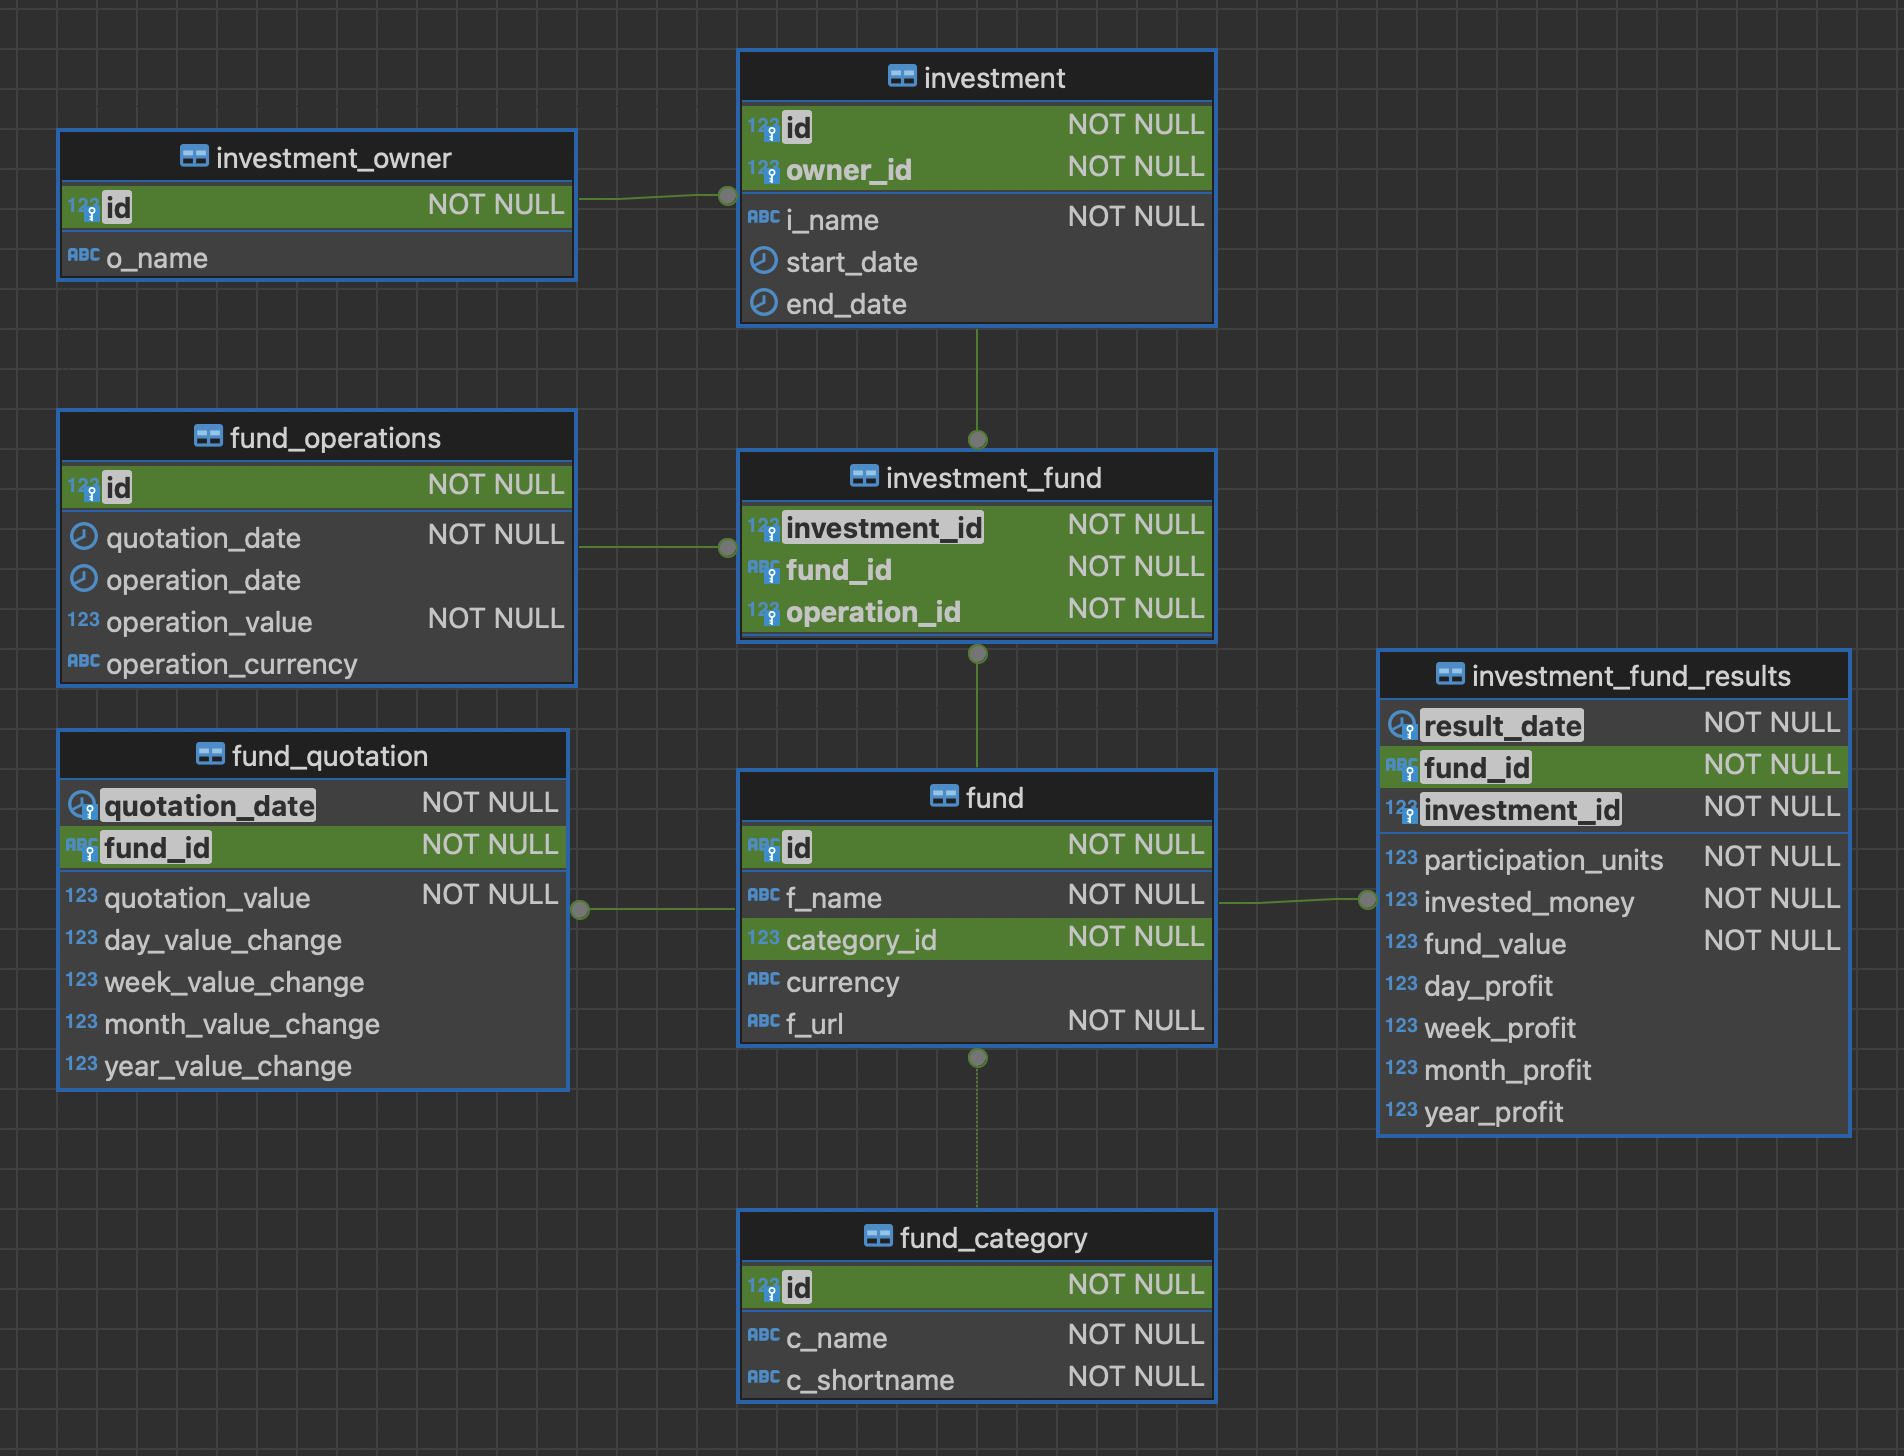 investment
123 id NOT NULL
123 owner_id NOT NULL
ABC i_name NOT NULL
start_date
end_date
investment_owner
123 id NOT NULL
ABC o_name
fund_operations
123 id NOT NULL
quotation_date NOT NULL
operation_date
123 operation_value NOT NULL
ABC operation_currency
investment_fund
123 investment_id NOT NULL
ABC fund_id NOT NULL
123 operation_id NOT NULL
investment_fund_results
result_date NOT NULL
ABC fund_id NOT NULL
123 investment_id NOT NULL
123 participation_units NOT NULL
123 invested_money NOT NULL
123 fund_value NOT NULL
123 day_profit
123 week_profit
123 month_profit
123 year_profit
fund_quotation
quotation_date NOT NULL
ABC fund_id NOT NULL
123 quotation_value NOT NULL
123 day_value_change
123 week_value_change
123 month_value_change
123 year_value_change
fund
ABC id NOT NULL
ABC f_name NOT NULL
123 category_id NOT NULL
ABC currency
ABC f_url NOT NULL
fund_category
123 id NOT NULL
ABC c_name NOT NULL
ABC c_shortname NOT NULL